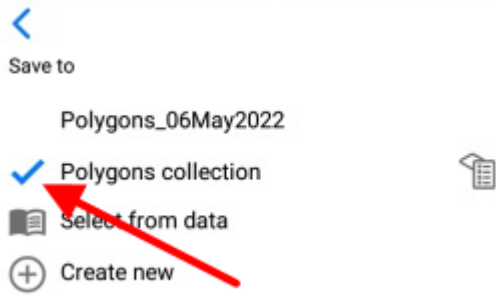 Save to
Polygons_06May2022
Polygons collection
Select from data
Create new